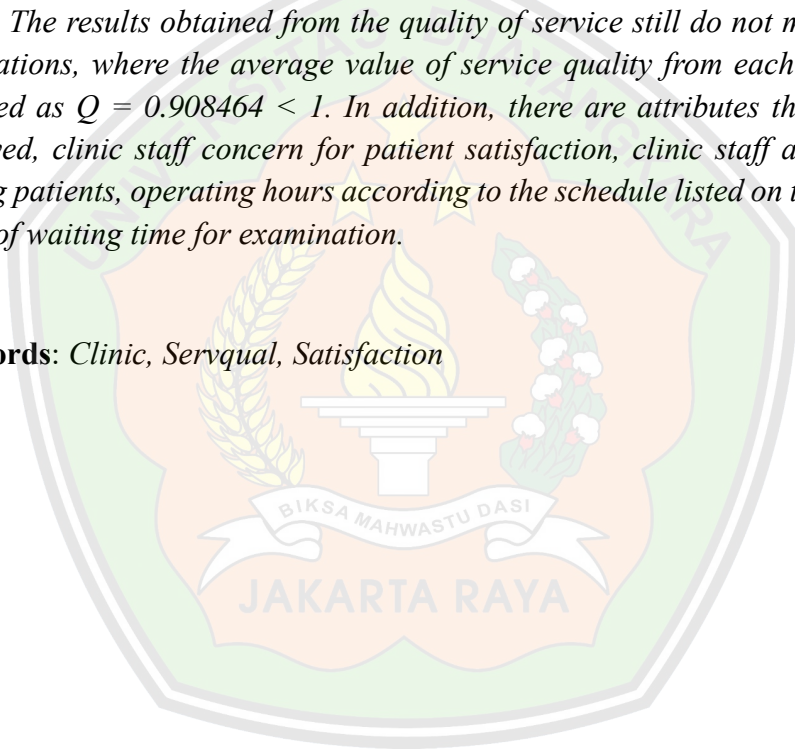 The results obtained from the quality of service still do not m
ations, where the average value of service quality from each
ed as Q = 0.908464 < 1. In addition, there are attributes th
ved, clinic staff concern for patient satisfaction, clinic staff a
g patients, operating hours according to the schedule listed on t
of waiting time for examination.
ords: Clinic, Servqual, Satisfaction
UNIVERSITAS BHAYANGKARA
BIKSA MAHWASTU DASI
JAKARTA RAYA